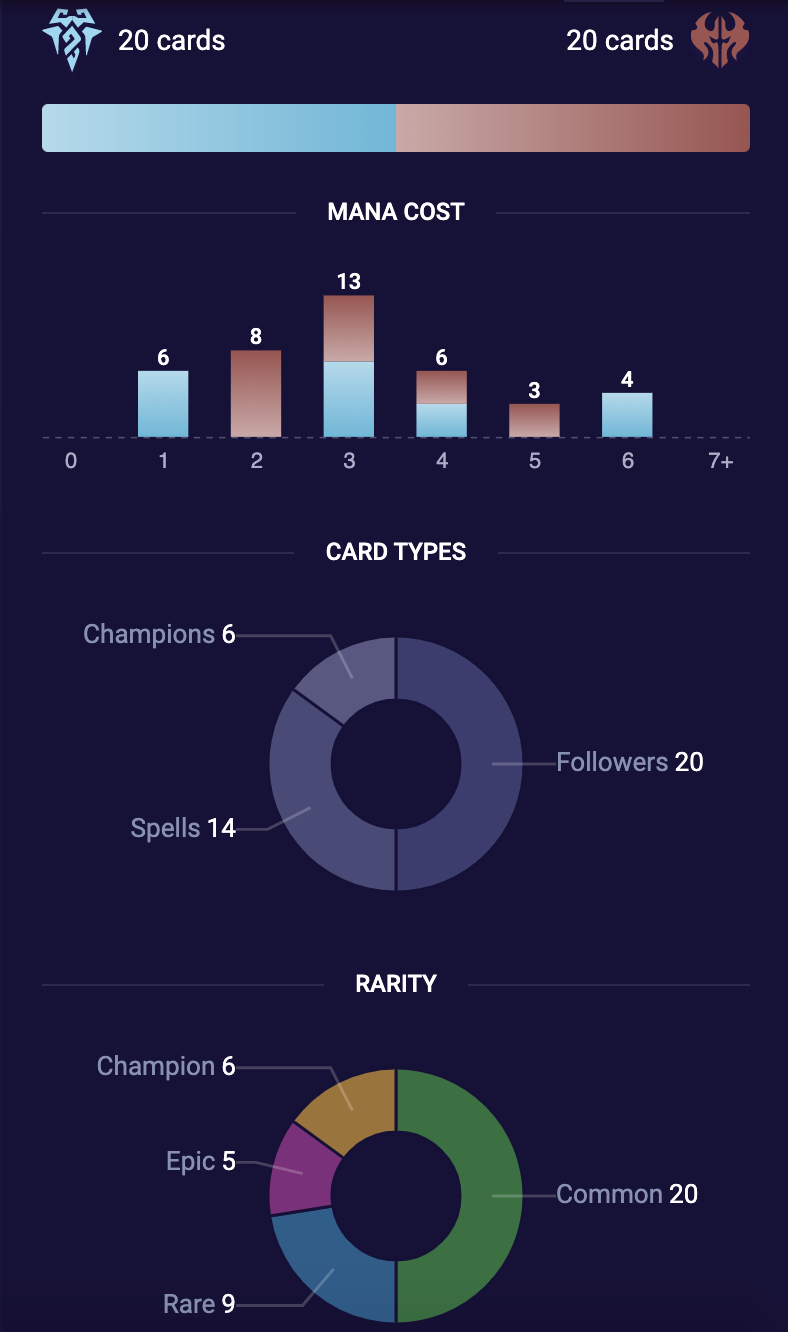 20 cards 20 cards
MANA COST
13
8
6 6
3 4
0 1 2 3 4 5 6 7+
CARD TYPES
Champions 6
Followers 20
Spells 14
RARITY
Champion 6
Epic 5
Common 20
Rare 9